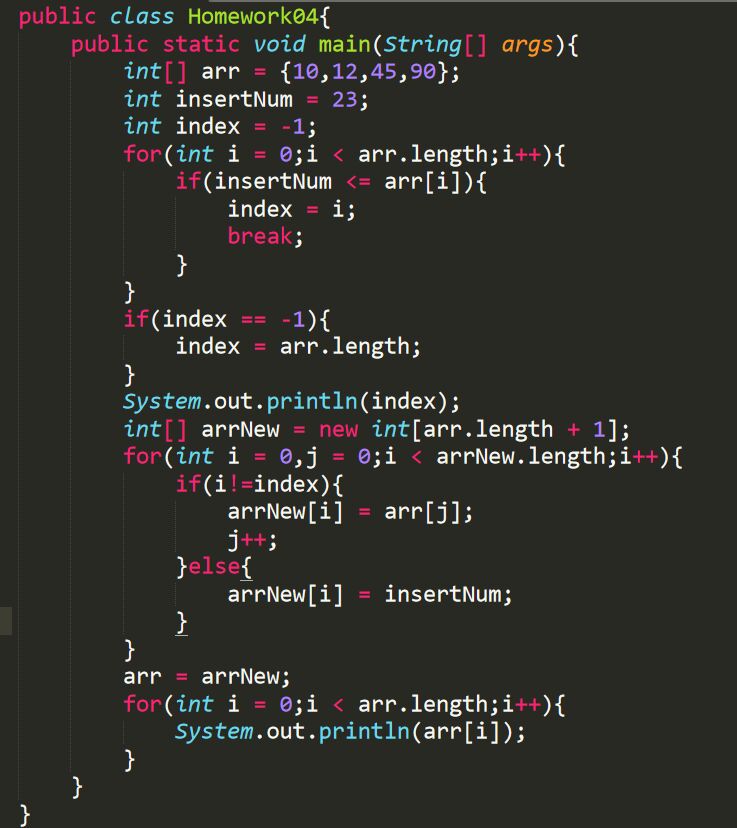 public class Homework04{
    public static void main(String[] args){
        int[] arr = {10,12,45,90};
        int insertNum = 23;
        int index = -1;
        for(int i = 0;i < arr.length;i++){
            if(insertNum <= arr[i]){
                index = i;
                break;
            }
        }
        if(index == -1){
            index = arr.length;
        }
        System.out.println(index);
        int[] arrNew = new int[arr.length + 1];
        for(int i = 0,j = 0;i < arrNew.length;i++){
            if(i!=index){
                arrNew[i] = arr[j];
                j++;
            }else{
                arrNew[i] = insertNum;
            }
        }
        arr = arrNew;
        for(int i = 0;i < arr.length;i++){
            System.out.println(arr[i]);
        }
    }
}